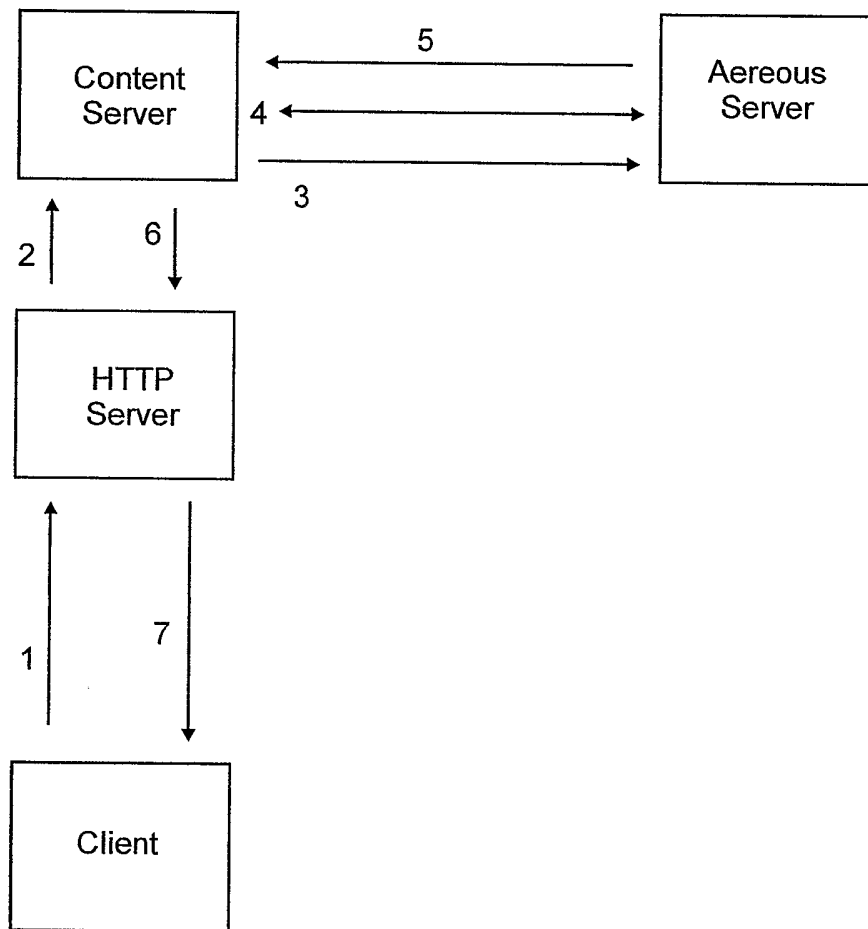 5
Content
Server
Aereous
Server
4
3
2
6
HTTP
Server
1
7
Client